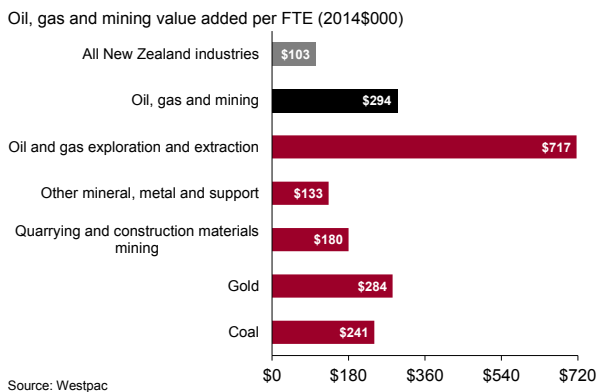 Oil, gas and mining value added per FTE (2014$000)
All New Zealand industries
$103
Oil, gas and mining
$294
Oil and gas exploration and extraction
$717
Other mineral, metal and support
$133
Quarrying and construction materials
mining
$180
Gold
$284
Coal
$241
$0 $180 $360 $540 $720
Source: Westpac